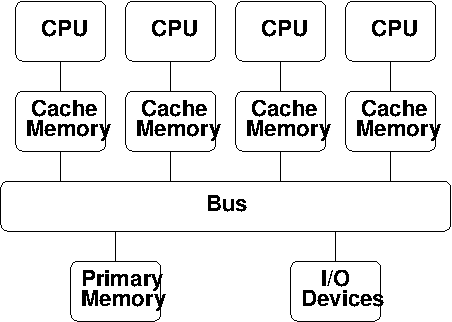 CPU CPU CPU CPU
Cache Memory
Cache Memory
Cache Memory
Cache Memory
Bus
Primary Memory
I/O Devices